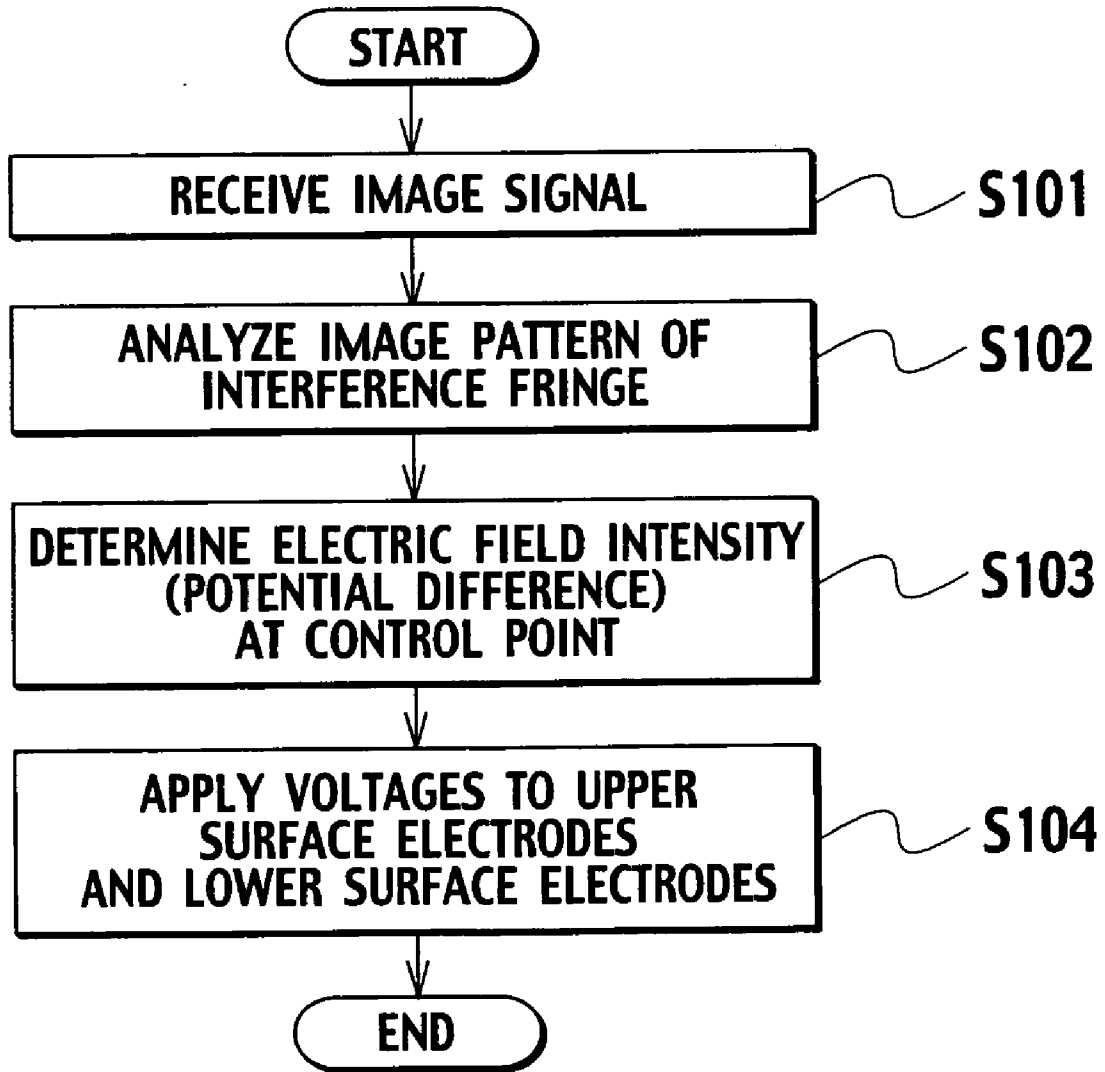 START
RECEIVE IMAGE SIGNAL
S101
ANALYZE IMAGE PATTERN OF
INTERFERENCE FRINGE
S102
DETERMINE ELECTRIC FIELD INTENSITY
(POTENTIAL DIFFERENCE)
AT CONTROL POINT
S103
APPLY VOLTAGES TO UPPER
SURFACE ELECTRODES
AND LOWER SURFACE ELECTRODES
S104
END